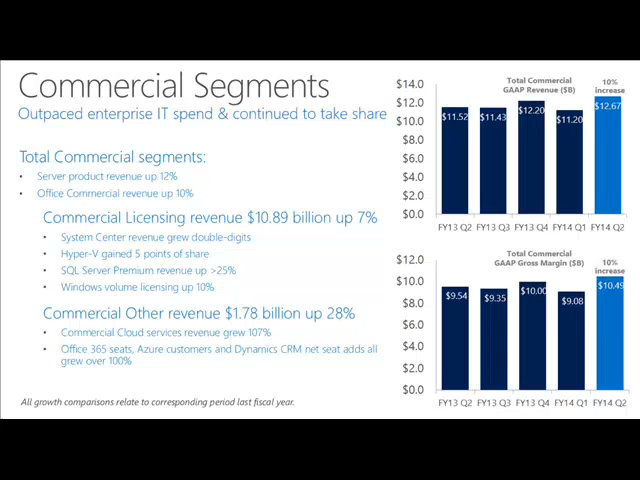 Commercial Segments
Outpaced enterprise IT spend & continued to take share
Total Commercial segments:
• Server product revenue up 12%
• Office Commercial revenue up 10%
Commercial Licensing revenue $10.89 billion up 7%
• System Center revenue grew double-digits
• Hyper-V gained 5 points of share
• SQL Server Premium revenue up >25%
• Windows volume licensing up 10%
Commercial Other revenue $1.78 billion up 28%
• Commercial Cloud services revenue grew 107%
• Office 365 seats, Azure customers and Dynamics CRM net seat adds all
grew over 100%
All growth comparisons relate to corresponding period last fiscal year.
Total Commercial
GAAP Revenue ($B)
10%
increase
$14.0
$12.0
$10.0
$8.0
$6.0
$4.0
$2.0
$0.0
$11.52
$11.43
$12.20
$11.20
$12.67
FY13 Q2 FY13 Q3 FY13 Q4 FY14 Q1 FY14 Q2
Total Commercial
GAAP Gross Margin ($B)
10%
increase
$12.0
$10.0
$8.0
$6.0
$4.0
$2.0
$0.0
$9.54
$9.35
$10.00
$9.08
$10.49
FY13 Q2 FY13 Q3 FY13 Q4 FY14 Q1 FY14 Q2